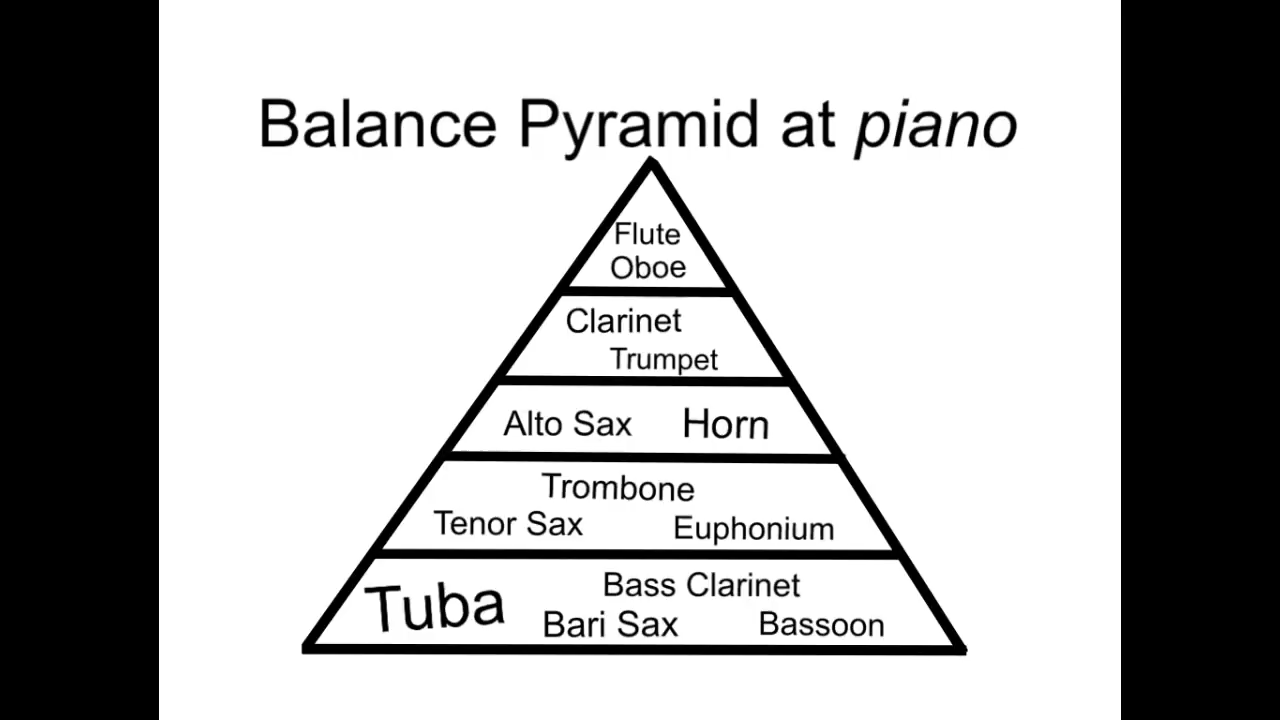 Balance Pyramid at piano
Flute
Oboe
Clarinet
Trumpet
Alto Sax Horn
Trombone
Tenor Sax Euphonium
Tuba Bass Clarinet
Bari Sax Bassoon